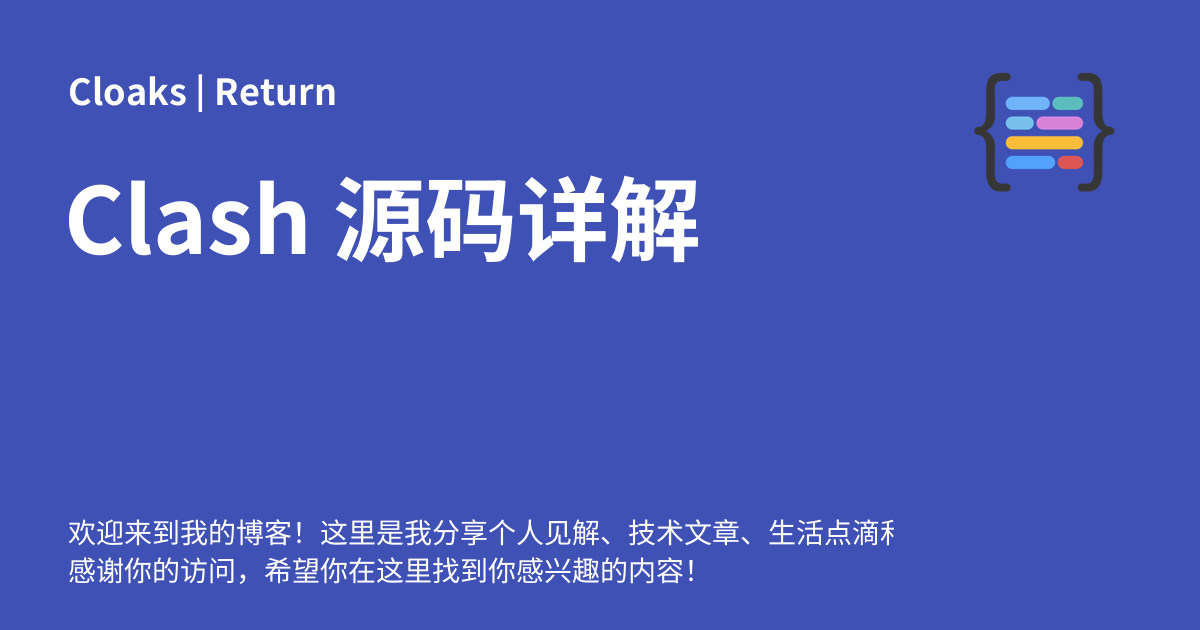 Cloaks | Return
Clash 源码详解
欢迎来到我的博客！这里是我分享个人见解、技术文章、生活点滴
感谢你的访问，希望你在这里找到你感兴趣的内容！